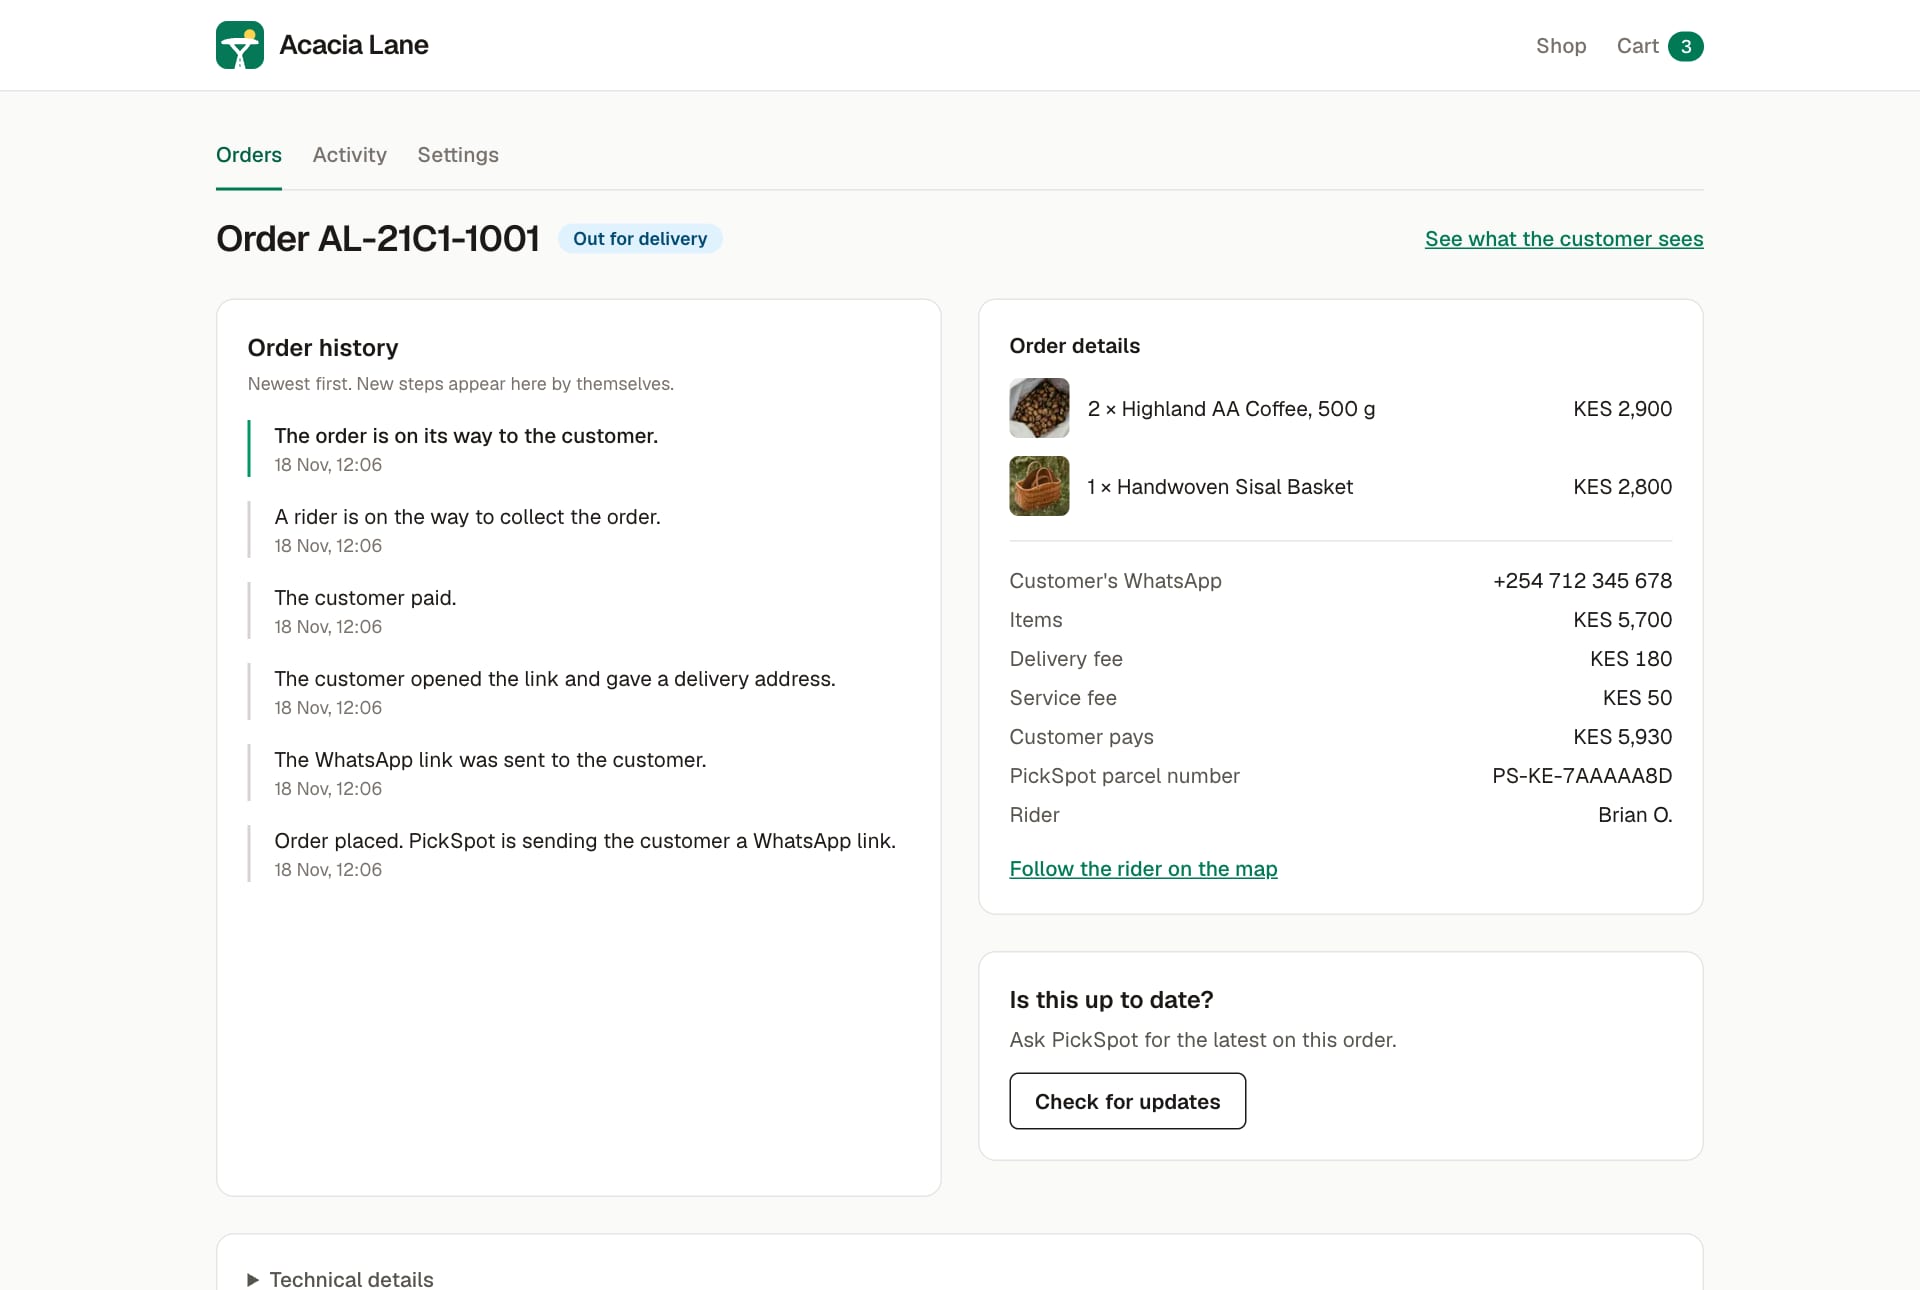 Acacia Lane
Shop
Cart 3
Orders
Activity
Settings
Order AL-21C1-1001
Out for delivery
See what the customer sees
Order history
Newest first. New steps appear here by themselves.
The order is on its way to the customer.
18 Nov, 12:06
A rider is on the way to collect the order.
18 Nov, 12:06
The customer paid.
18 Nov, 12:06
The customer opened the link and gave a delivery address.
18 Nov, 12:06
The WhatsApp link was sent to the customer.
18 Nov, 12:06
Order placed. PickSpot is sending the customer a WhatsApp link.
18 Nov, 12:06
Order details
2 × Highland AA Coffee, 500 g KES 2,900
1 × Handwoven Sisal Basket KES 2,800
Customer's WhatsApp +254 712 345 678
Items KES 5,700
Delivery fee KES 180
Service fee KES 50
Customer pays KES 5,930
PickSpot parcel number PS-KE-7AAAAA8D
Rider Brian O.
Follow the rider on the map
Is this up to date?
Ask PickSpot for the latest on this order.
Check for updates
Technical details